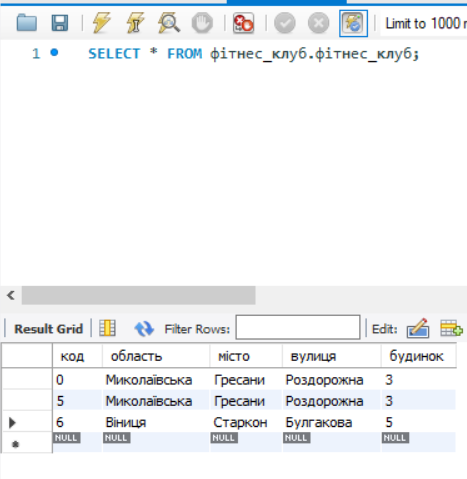 Limit to 1000 r
1 SELECT * FROM фітнес_клуб.фітнес_клуб;
Result Grid Filter Rows: Edit:
код область місто вулиця будинок
0 Миколаївська Гресани Роздорожна 3
5 Миколаївська Гресани Роздорожна 3
6 Віниця Старкон Булгакова 5
NULL NULL NULL NULL NULL